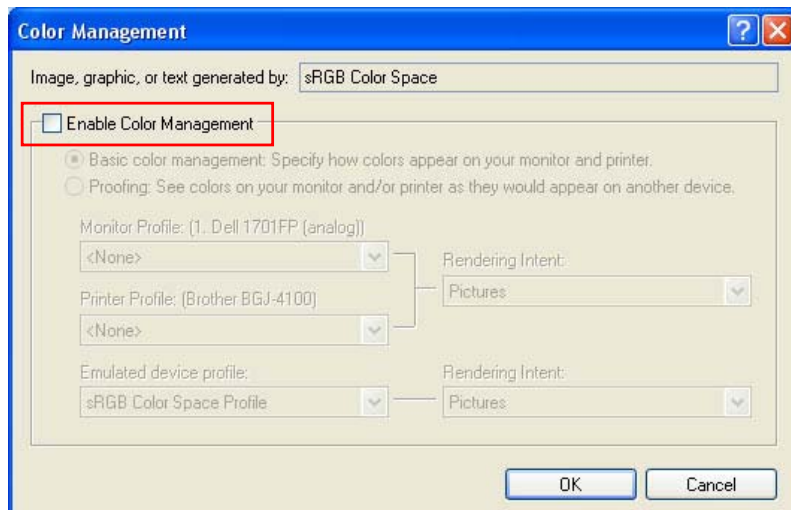 Color Management
Image, graphic, or text generated by: sRGB Color Space
Enable Color Management
Basic color management: Specify how colors appear on your monitor and printer.
Proofing: See colors on your monitor and/or printer as they would appear on another device.
Monitor Profile: (1. Dell 1701FP (analog))
<None>
Rendering Intent:
Pictures
Printer Profile: (Brother BGJ-4100)
<None>
Emulated device profile:
Rendering Intent:
sRGB Color Space Profile
Pictures
OK
Cancel